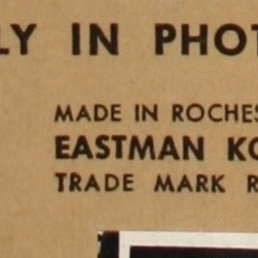 LY IN PHOT
MADE IN ROCHES
EASTMAN KO
TRADE MARK R